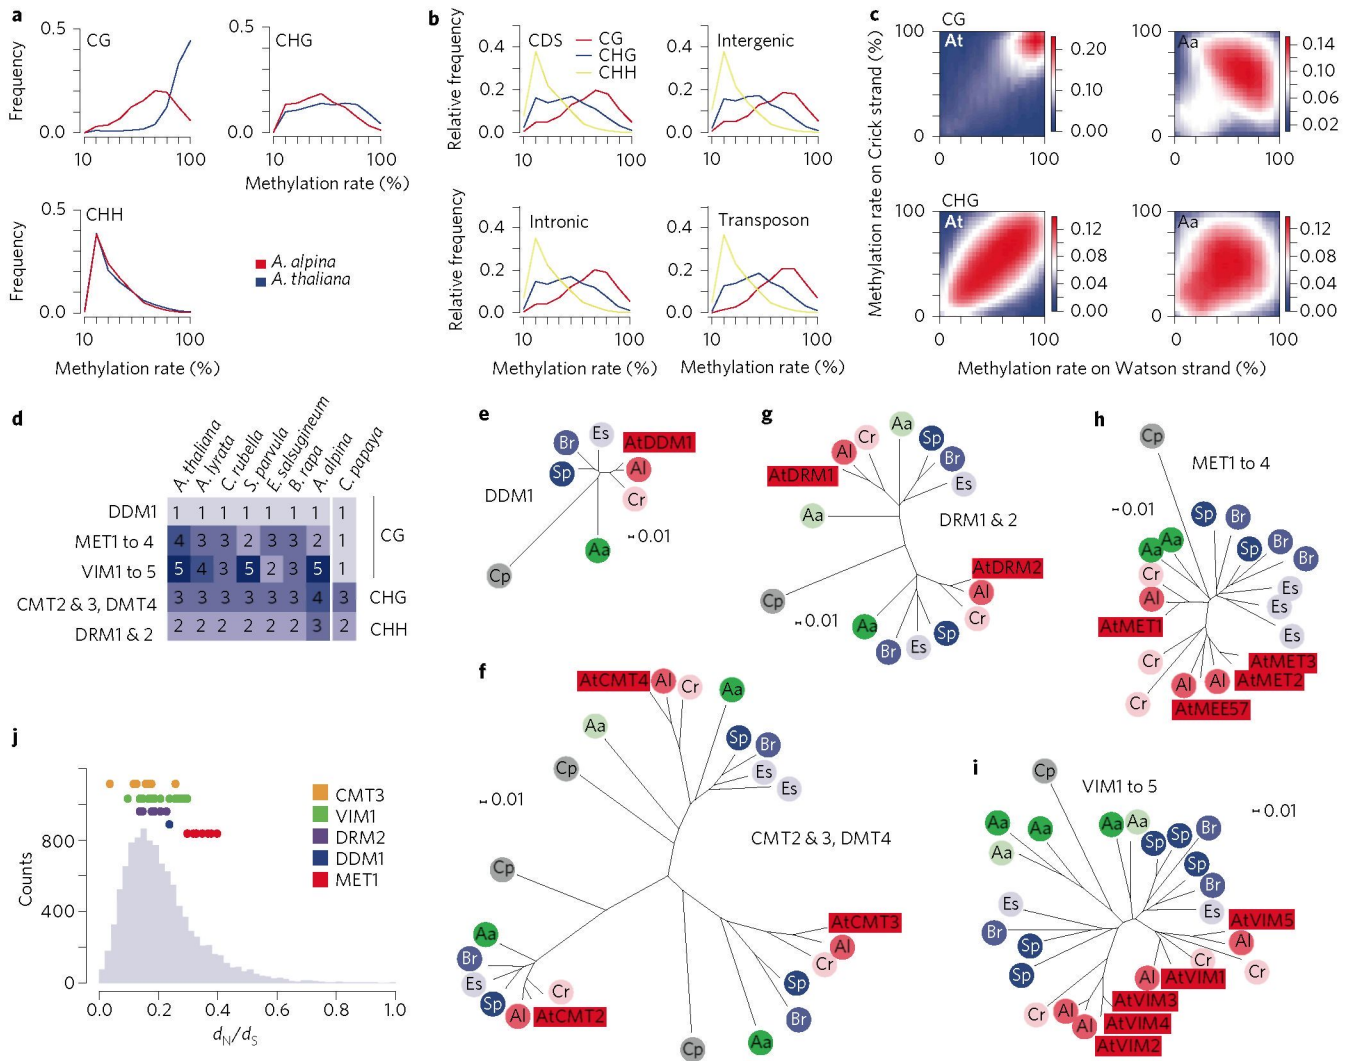 a
0.5
CG
Frequency
0.0
10
100
0.5
CHG
0.0
10
100
Methylation rate (%)
0.5
CHH
Frequency
0.0
10
100
Methylation rate (%)
A. alpina
A. thaliana
b
Relative frequency
0.4
0.2
0.0
CDS
CG
CHG
CHH
10
100
0.4
0.2
0.0
Intergenic
10
100
Relative frequency
0.4
0.2
0.0
Intronic
10
100
Methylation rate (%)
0.4
0.2
0.0
Transposon
10
100
Methylation rate (%)
c
Methylation rate on Crick strand (%)
CG
100
At
0
0
100
0.20
0.10
0.00
100
Aa
0
0
100
0.14
0.10
0.06
0.02
CHG
100
At
0
0
100
0.12
0.08
0.04
0.00
100
Aa
0
0
100
0.12
0.08
0.04
0.00
Methylation rate on Watson strand (%)
d
A. thaliana
A. lyrata
C. rubella
S. parvula
E. salsugineum
B. rapa
A. alpina
C. papaya
DDM1 1 1 1 1 1 1 1 1
MET1 to 4 4 3 3 2 3 3 2 1
CG
VIM1 to 5 5 4 3 5 2 3 5 1
CMT2 & 3, DMT4 3 3 3 3 3 3 4 3 CHG
DRM1 & 2 2 2 2 2 2 2 3 2 CHH
e
Br
Es
AtDDM1
Sp
Al
Cr
DDM1
0.01
Aa
Cp
g
Aa
Cr
Sp
Al
Br
AtDRM1
Es
Aa
DRM1 & 2
AtDRM2
Al
Cp
Cr
0.01
Aa
Sp
Br
Es
h
Cp
MET1 to 4
0.01
Sp
Br
Aa
Aa
Sp
Br
Br
Cr
Al
Es
Es
AtMET1
Es
Cr
AtMET3
AtMET2
Al
Al
Cr
AtMEE57
f
AtCMT4
Al
Cr
Aa
Aa
Sp
Br
Cp
Es
Es
0.01
CMT2 & 3, DMT4
Cp
AtCMT3
Aa
Al
Br
Cr
Es
Sp
Sp
Cr
Al
AtCMT2
Br
Cp
Aa
i
Cp
VIM1 to 5
0.01
Aa
Aa
Aa
Aa
Aa
Sp
Sp
Br
Sp
Br
Es
Es
AtVIM5
Br
Al
Sp
Cr
Cr
Sp
Al
AtVIM1
Cr
Al
AtVIM3
Al
AtVIM4
AtVIM2
j
Counts
800
400
0
0.0
0.2
0.4
0.6
0.8
1.0
dN/dS
CMT3
VIM1
DRM2
DDM1
MET1